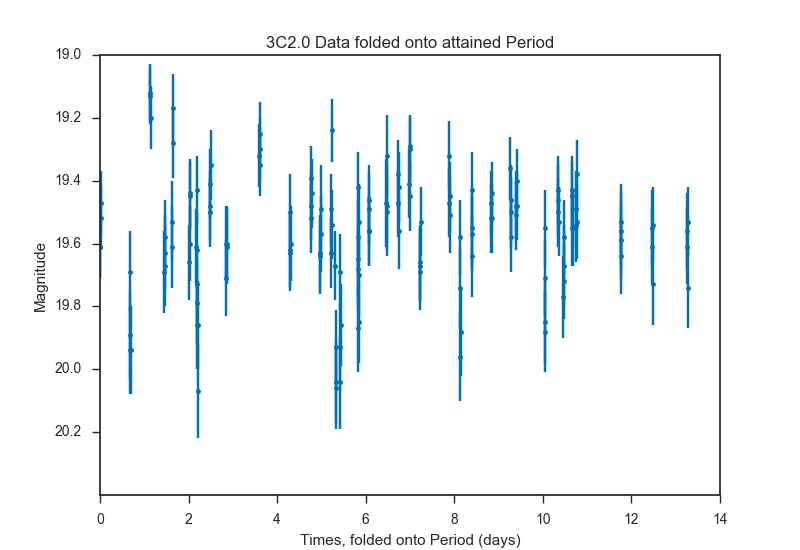 3C2.0 Data folded onto attained Period
19.0
19.2
19.4
19.6
19.8
20.0
20.2
Magnitude
0 2 4 6 8 10 12 14
Times, folded onto Period (days)